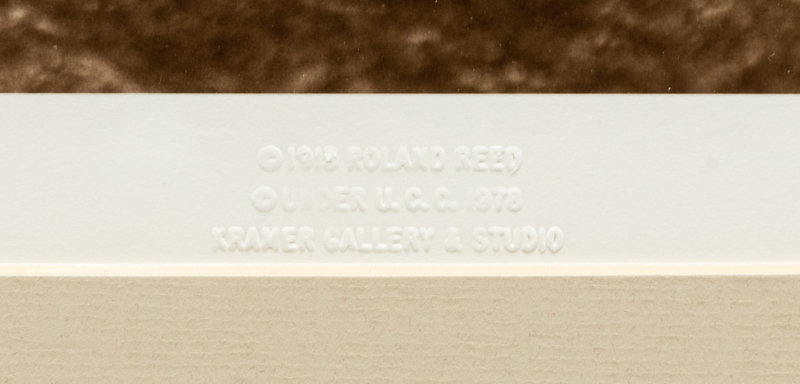 ©1915 ROLAND REED
© UNDER U.C.C. 1978
KRAMER GALLERY & STUDIO